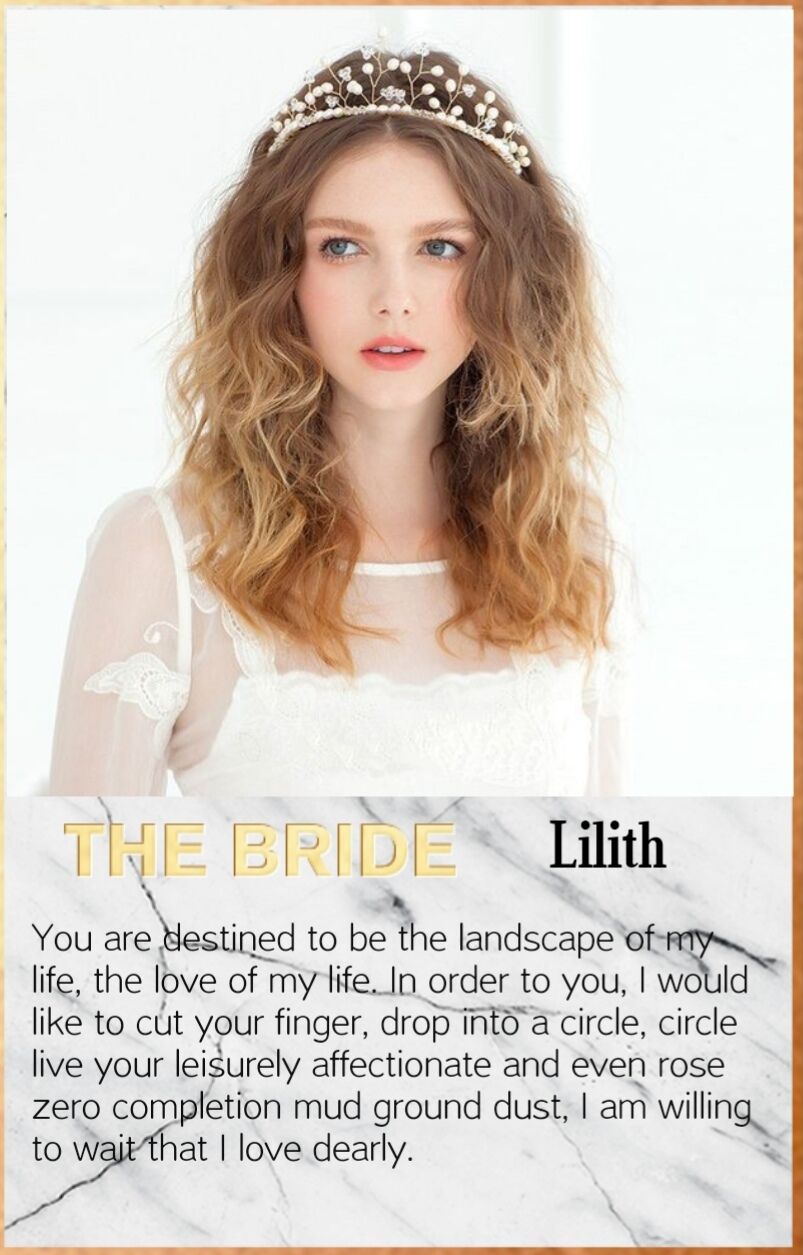 THE BRIDE Lilith
You are destined to be the landscape of my
life, the love of my life. In order to you, I would
like to cut your finger, drop into a circle, circle
live your leisurely affectionate and even rose
zero completion mud ground dust, I am willing
to wait that I love dearly.